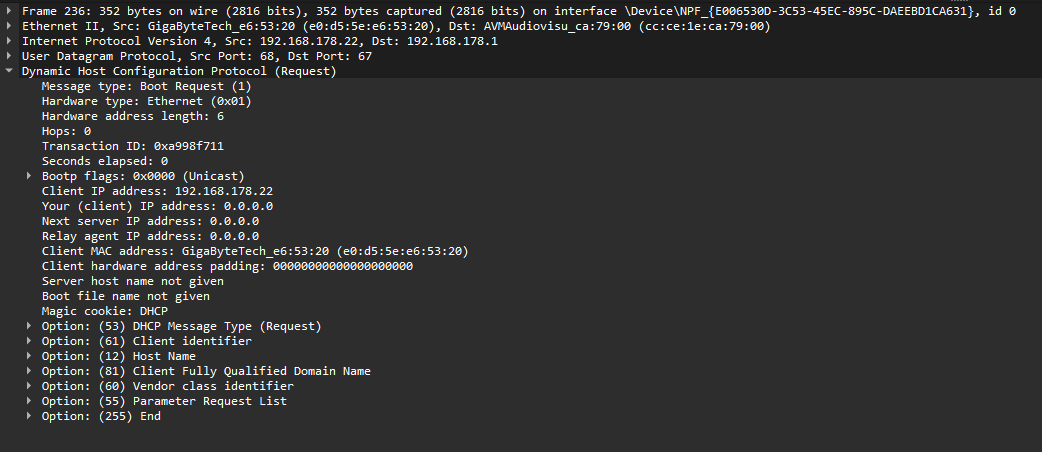 Frame 236: 352 bytes on wire (2816 bits), 352 bytes captured (2816 bits) on interface \Device\NPF_{E006530D-3C53-45EC-895C-DAEEBD1CA631}, id 0
Ethernet II, Src: GigaByteTech_e6:53:20 (e0:d5:5e:e6:53:20), Dst: AVMAudiovisu_ca:79:00 (cc:ce:1e:ca:79:00)
Internet Protocol Version 4, Src: 192.168.178.22, Dst: 192.168.178.1
User Datagram Protocol, Src Port: 68, Dst Port: 67
Dynamic Host Configuration Protocol (Request)
Message type: Boot Request (1)
Hardware type: Ethernet (0x01)
Hardware address length: 6
Hops: 0
Transaction ID: 0xa998f711
Seconds elapsed: 0
Bootp flags: 0x0000 (Unicast)
Client IP address: 192.168.178.22
Your (client) IP address: 0.0.0.0
Next server IP address: 0.0.0.0
Relay agent IP address: 0.0.0.0
Client MAC address: GigaByteTech_e6:53:20 (e0:d5:5e:e6:53:20)
Client hardware address padding: 00000000000000000000
Server host name not given
Boot file name not given
Magic cookie: DHCP
Option: (53) DHCP Message Type (Request)
Option: (61) Client identifier
Option: (12) Host Name
Option: (81) Client Fully Qualified Domain Name
Option: (60) Vendor class identifier
Option: (55) Parameter Request List
Option: (255) End